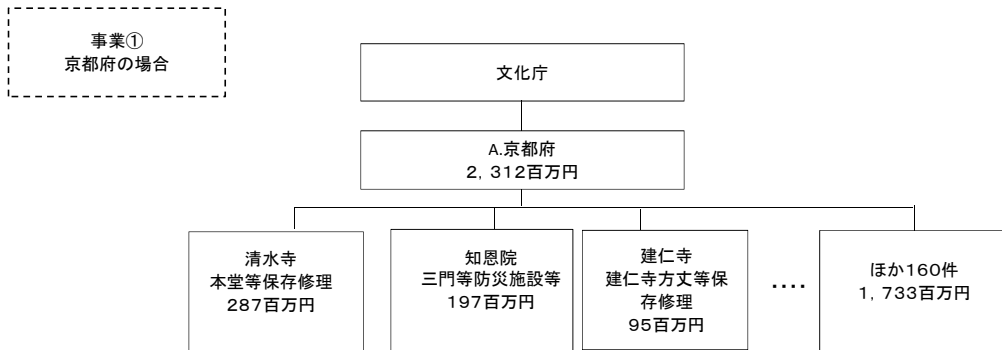 事業①
京都府の場合
文化庁
A.京都府
2,312百万円
清水寺
本堂等保存修理
287百万円
知恩院
三門等防災施設等
197百万円
建仁寺
建仁寺方丈等保
存修理
95百万円
‥‥
ほか160件
1,733百万円